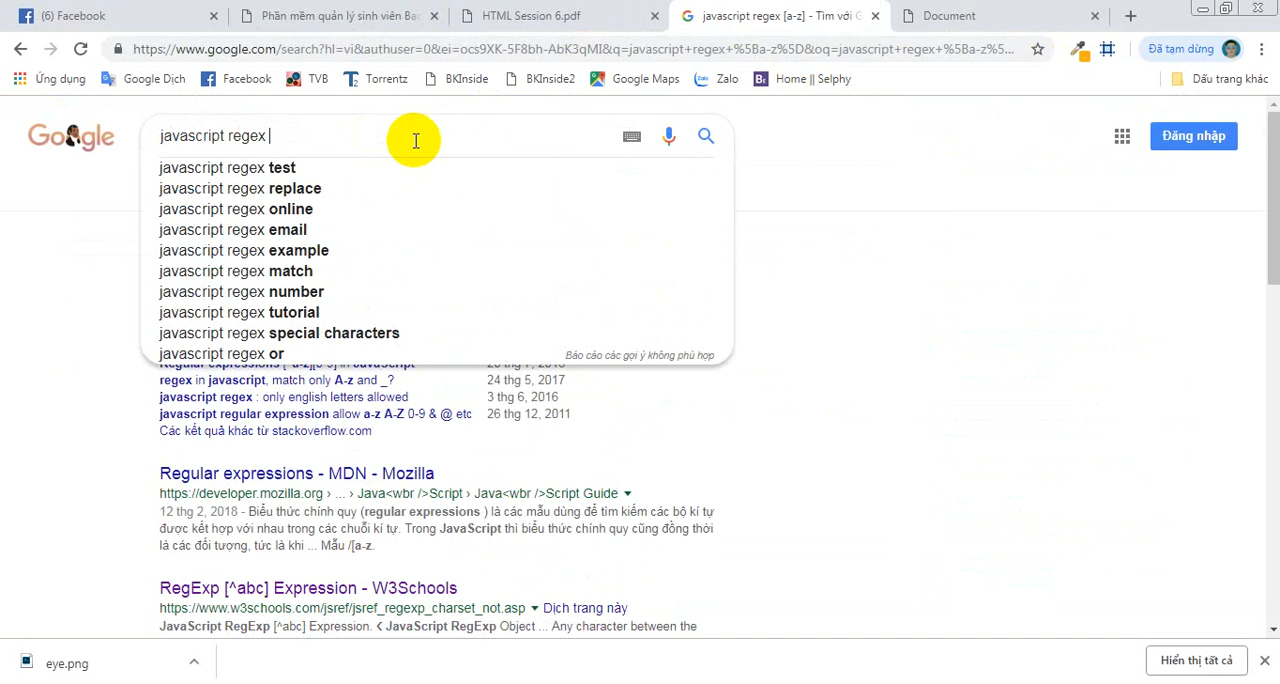 (6) Facebook
Phần mềm quản lý sinh viên Bac
HTML Session 6.pdf
javascript regex [a-z] - Tìm với G
Document
https://www.google.com/search?hl=vi&authuser=0&ei=ocs9XK-5F8bh-AbK3qMI&q=javascript+regex+%5Ba-z%5D&oq=javascript+regex+%5Ba-z%5...
Đã tạm dừng
Ứng dụng
Google Dịch
Facebook
TVB
Torrentz
BKInside
BKInside2
Google Maps
Zalo
Home || Selphy
Dấu trang khác
javascript regex
Đăng nhập
javascript regex test
javascript regex replace
javascript regex online
javascript regex email
javascript regex example
javascript regex match
javascript regex number
javascript regex tutorial
javascript regex special characters
javascript regex or
Báo cáo các gợi ý không phù hợp
regex in javascript, match only A-z and _? 24 thg 5, 2017
javascript regex : only english letters allowed 3 thg 6, 2016
javascript regular expression allow a-z A-Z 0-9 & @ etc 26 thg 12, 2011
Các kết quả khác từ stackoverflow.com
Regular expressions - MDN - Mozilla
https://developer.mozilla.org › ... › Java<wbr />Script › Java<wbr />Script Guide
12 thg 2, 2018 - Biểu thức chính quy (regular expressions ) là các mẫu dùng để tìm kiếm các bộ kí tự
được kết hợp với nhau trong các chuỗi kí tự. Trong JavaScript thì biểu thức chính quy cũng đồng thời
là các đối tượng, tức là khi ... Mẫu /[a-z.
RegExp [^abc] Expression - W3Schools
https://www.w3schools.com/jsref/jsref_regexp_charset_not.asp Dịch trang này
JavaScript RegExp [^abc] Expression. ❮ JavaScript RegExp Object ... Any character between the
eye.png
Hiển thị tất cả